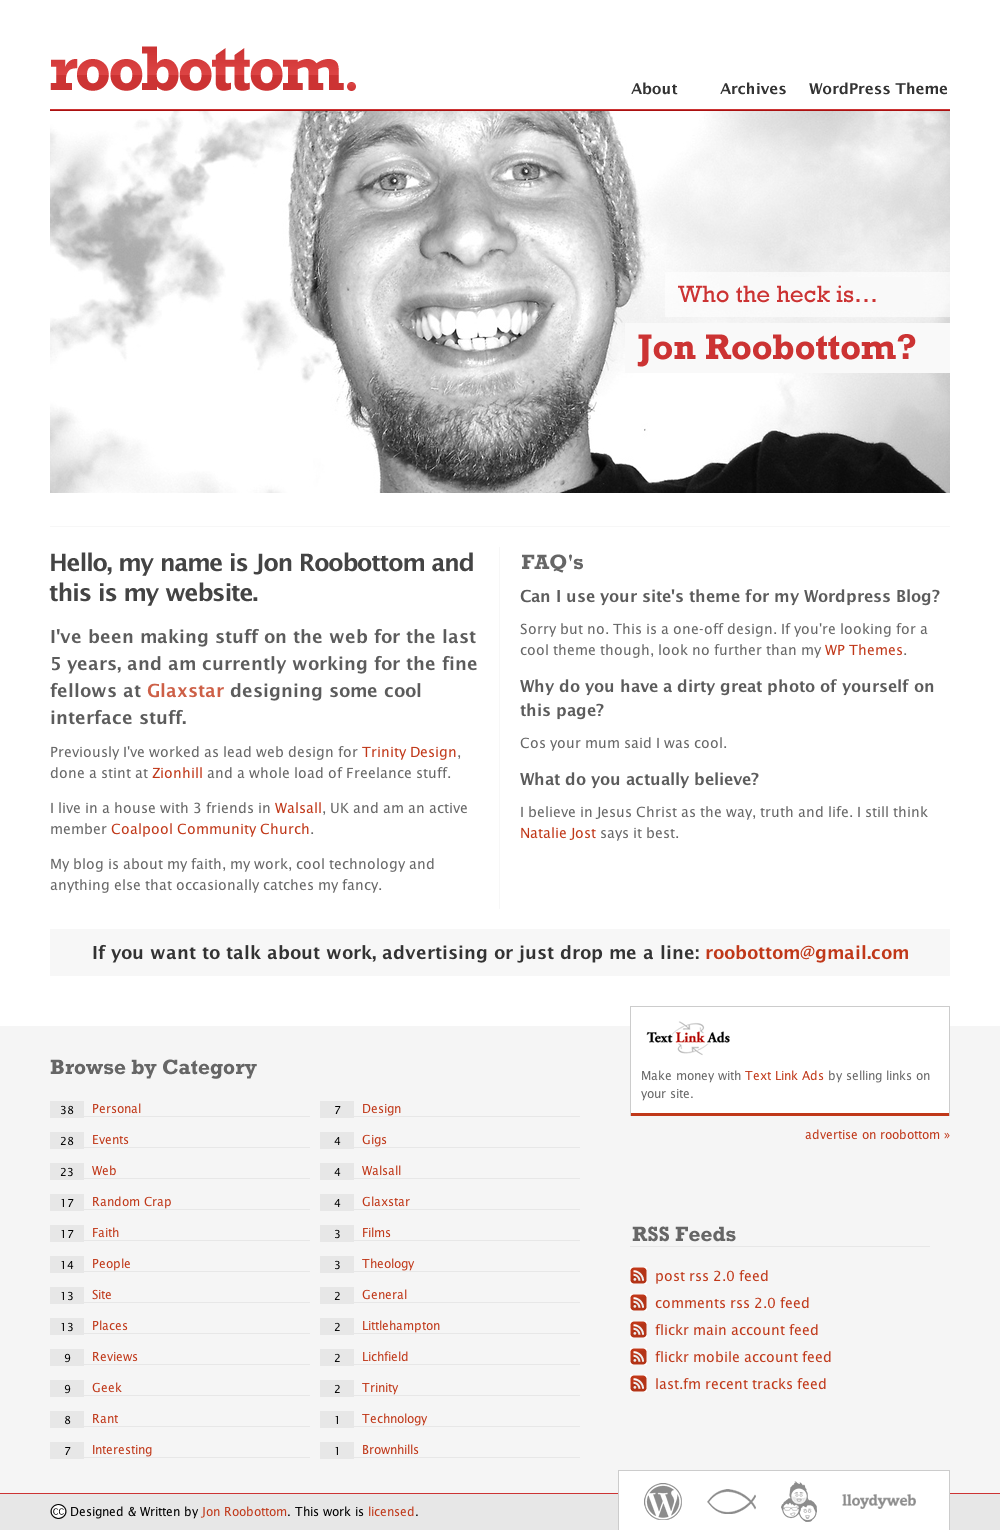 roobottom.
About Archives WordPress Theme
Who the heck is...
Jon Roobottom?
Hello, my name is Jon Roobottom and
this is my website.
I've been making stuff on the web for the last
5 years, and am currently working for the fine
fellows at Glaxstar designing some cool
interface stuff.
Previously I've worked as lead web design for Trinity Design,
done a stint at Zionhill and a whole load of Freelance stuff.
I live in a house with 3 friends in Walsall, UK and am an active
member Coalpool Community Church.
My blog is about my faith, my work, cool technology and
anything else that occasionally catches my fancy.
FAQ's
Can I use your site's theme for my Wordpress Blog?
Sorry but no. This is a one-off design. If you're looking for a
cool theme though, look no further than my WP Themes.
Why do you have a dirty great photo of yourself on
this page?
Cos your mum said I was cool.
What do you actually believe?
I believe in Jesus Christ as the way, truth and life. I still think
Natalie Jost says it best.
If you want to talk about work, advertising or just drop me a line: roobottom@gmail.com
Browse by Category
38 Personal
28 Events
23 Web
17 Random Crap
17 Faith
14 People
13 Site
13 Places
9 Reviews
9 Geek
8 Rant
7 Interesting
7 Design
4 Gigs
4 Walsall
4 Glaxstar
3 Films
3 Theology
2 General
2 Littlehampton
2 Lichfield
2 Trinity
1 Technology
1 Brownhills
Text Link Ads
Make money with Text Link Ads by selling links on
your site.
advertise on roobottom »
RSS Feeds
post rss 2.0 feed
comments rss 2.0 feed
flickr main account feed
flickr mobile account feed
last.fm recent tracks feed
cc Designed & Written by Jon Roobottom. This work is licensed.
W lloydyweb